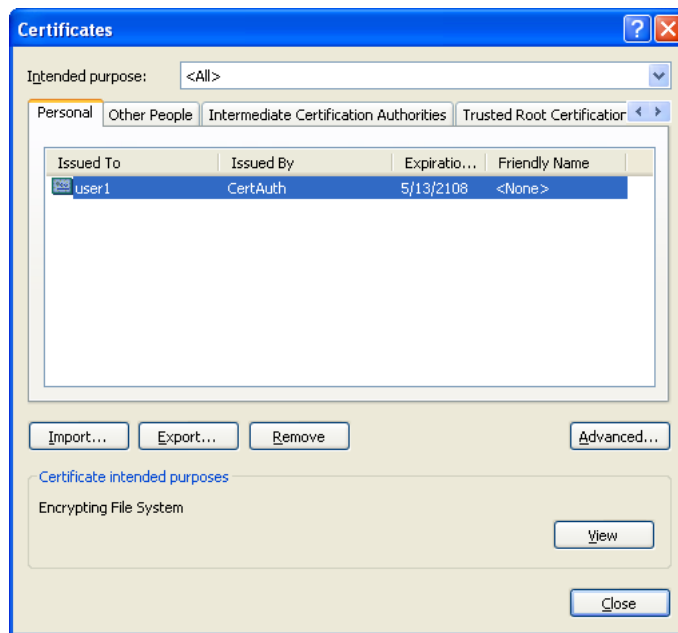 Certificates
Intended purpose: <All>
Personal Other People Intermediate Certification Authorities Trusted Root Certification
Issued To Issued By Expiratio... Friendly Name
user1 CertAuth 5/13/2108 <None>
Import... Export... Remove Advanced...
Certificate intended purposes
Encrypting File System
View
Close